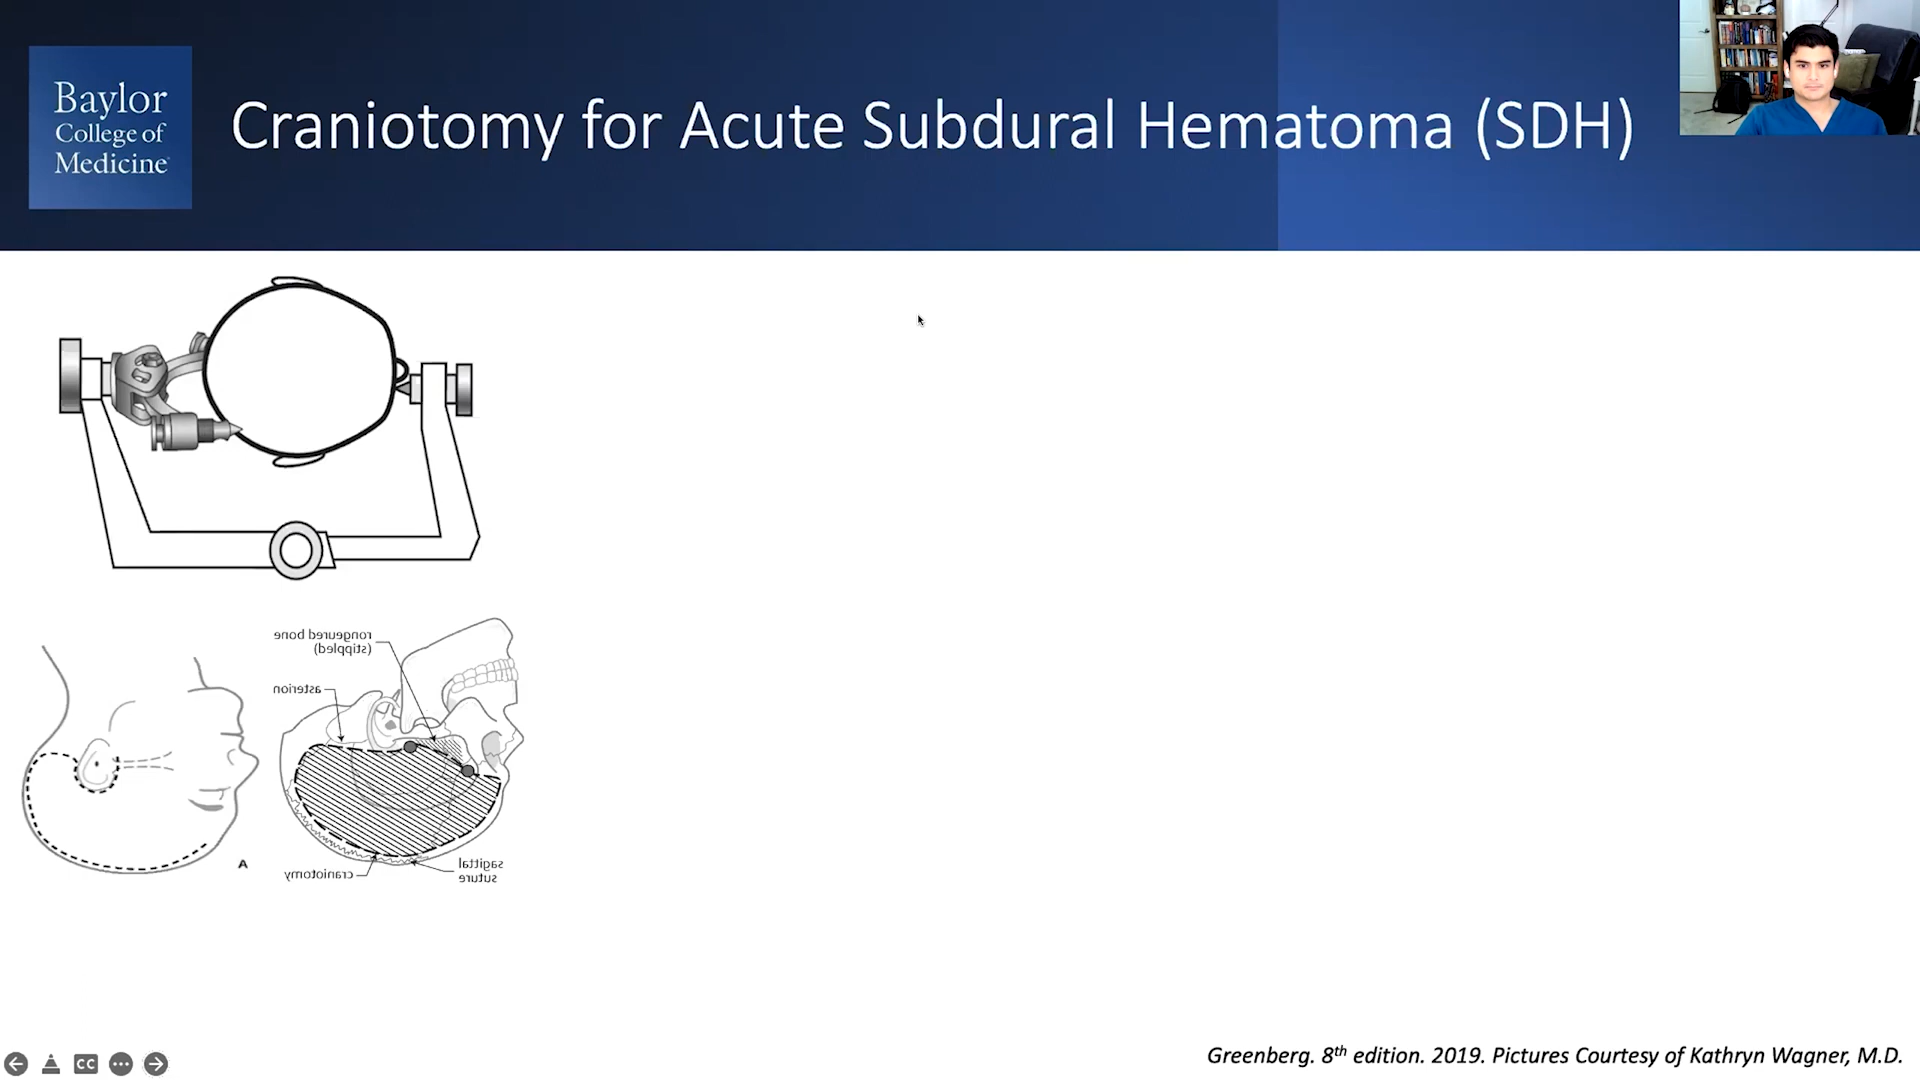 Baylor
College of
Medicine
Craniotomy for Acute Subdural Hematoma (SDH)
rongeured bone
(stippled)
asterion
A
craniotomy
sagittal
suture
CC
Greenberg. 8th edition. 2019. Pictures Courtesy of Kathryn Wagner, M.D.